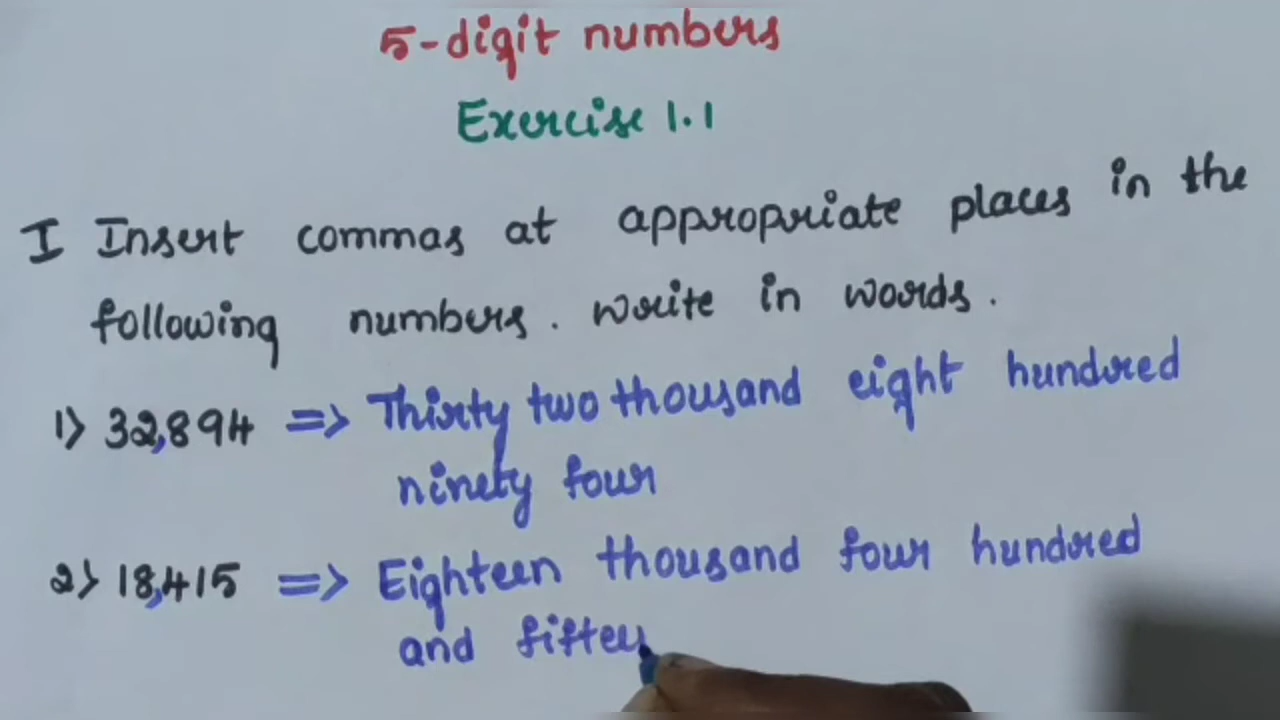 5-digit numbers
Exercise 1.1
I Insert commas at appropriate places in the
following numbers. write in words.
1) 32,894 => Thirty two thousand eight hundred
ninety four
2) 18,415 => Eighteen thousand four hundred
and fiftee